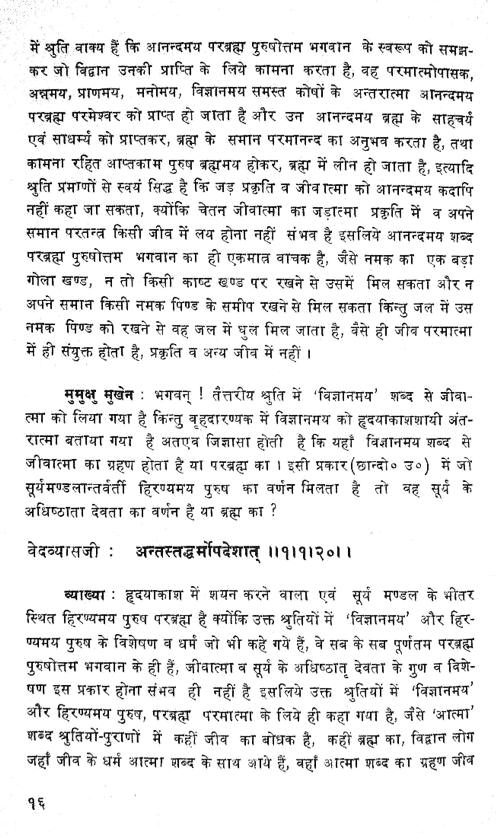 में श्रुति वाक्य हैं कि आनन्दमय परब्रह्म पुरुषोत्तम भगवान के स्वरूप को समझ-
कर जो विद्वान उनकी प्राप्ति के लिये कामना करता है, वह परमात्मोपासक,
अन्नमय, प्राणमय, मनोमय, विज्ञानमय समस्त कोषों के अन्तरात्मा आनन्दमय
परब्रह्म परमेश्वर को प्राप्त हो जाता है और उन आनन्दमय ब्रह्म के साहचर्य
एवं साधर्म्य को प्राप्तकर, ब्रह्म के समान परमानन्द का अनुभव करता है, तथा
कामना रहित आप्तकाम पुरुष ब्रह्ममय होकर, ब्रह्म में लीन हो जाता है, इत्यादि
श्रुति प्रमाणों से स्वयं सिद्ध है कि जड़ प्रकृति व जीवात्मा को आनन्दमय कदापि
नहीं कहा जा सकता, क्योंकि चेतन जीवात्मा का जड़ात्मा प्रकृति में व अपने
समान परतन्त्र किसी जीव में लय होना नहीं संभव है इसलिये आनन्दमय शब्द
परब्रह्म पुरुषोत्तम भगवान का ही एकमात्र वाचक है, जैसे नमक का एक बड़ा
गोला खण्ड, न तो किसी काष्ट खण्ड पर रखने से उसमें मिल सकता और न
अपने समान किसी नमक पिण्ड के समीप रखने से मिल सकता किन्तु जल में उस
नमक पिण्ड को रखने से वह जल में घुल मिल जाता है, वैसे ही जीव परमात्मा
में ही संयुक्त होता है, प्रकृति व अन्य जीव में नहीं ।
मुमुक्षु मुखेन : भगवन् ! तैत्तरीय श्रुति में 'विज्ञानमय' शब्द से जीवा-
त्मा को लिया गया है किन्तु वृहदारण्यक में विज्ञानमय को हृदयाकाशशायी अंत-
रात्मा बताया गया है अतएव जिज्ञासा होती है कि यहाँ विज्ञानमय शब्द से
जीवात्मा का ग्रहण होता है या परब्रह्म का । इसी प्रकार (छान्दो० उ०) में जो
सूर्यमण्डलान्तर्वर्ती हिरण्यमय पुरुष का वर्णन मिलता है तो वह सूर्य के
अधिष्ठाता देवता का वर्णन है या ब्रह्म का ?
वेदव्यासजी : अन्तस्तद्धर्मोपदेशात् ।।१।१।२०।।
व्याख्या : हृदयाकाश में शयन करने वाला एवं सूर्य मण्डल के भीतर
स्थित हिरण्यमय पुरुष परब्रह्म है क्योंकि उक्त श्रुतियों में 'विज्ञानमय' और हिर-
ण्यमय पुरुष के विशेषण व धर्म जो भी कहे गये हैं, वे सब के सब पूर्णतम परब्रह्म
पुरुषोत्तम भगवान के ही हैं, जीवात्मा व सूर्य के अधिष्ठातृ देवता के गुण व विशे-
षण इस प्रकार होना संभव ही नहीं है इसलिये उक्त श्रुतियों में 'विज्ञानमय'
और हिरण्यमय पुरुष, परब्रह्म परमात्मा के लिये ही कहा गया है, जैसे 'आत्मा'
शब्द श्रुतियों-पुराणों में कहीं जीव का बोधक है, कहीं ब्रह्म का, विद्वान लोग
जहाँ जीव के धर्म आत्मा शब्द के साथ आये हैं, वहाँ आत्मा शब्द का ग्रहण जीव
१६